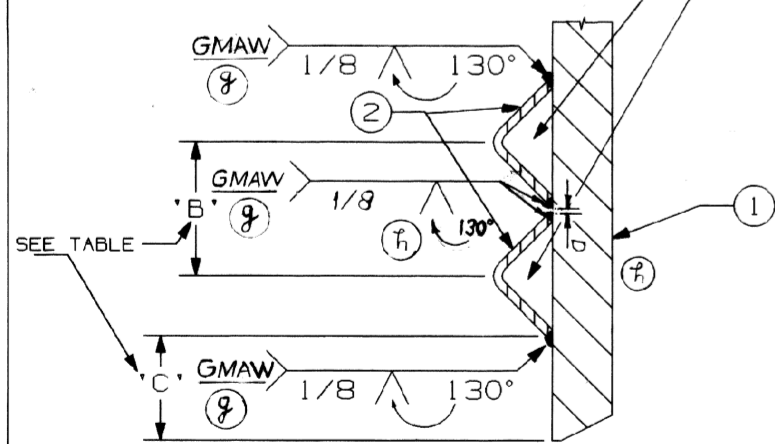 GMAW
g
1/8
130°
2
GMAW
g
1/8
h
130°
'B'
D
1
h
SEE TABLE
'C'
GMAW
g
1/8
130°